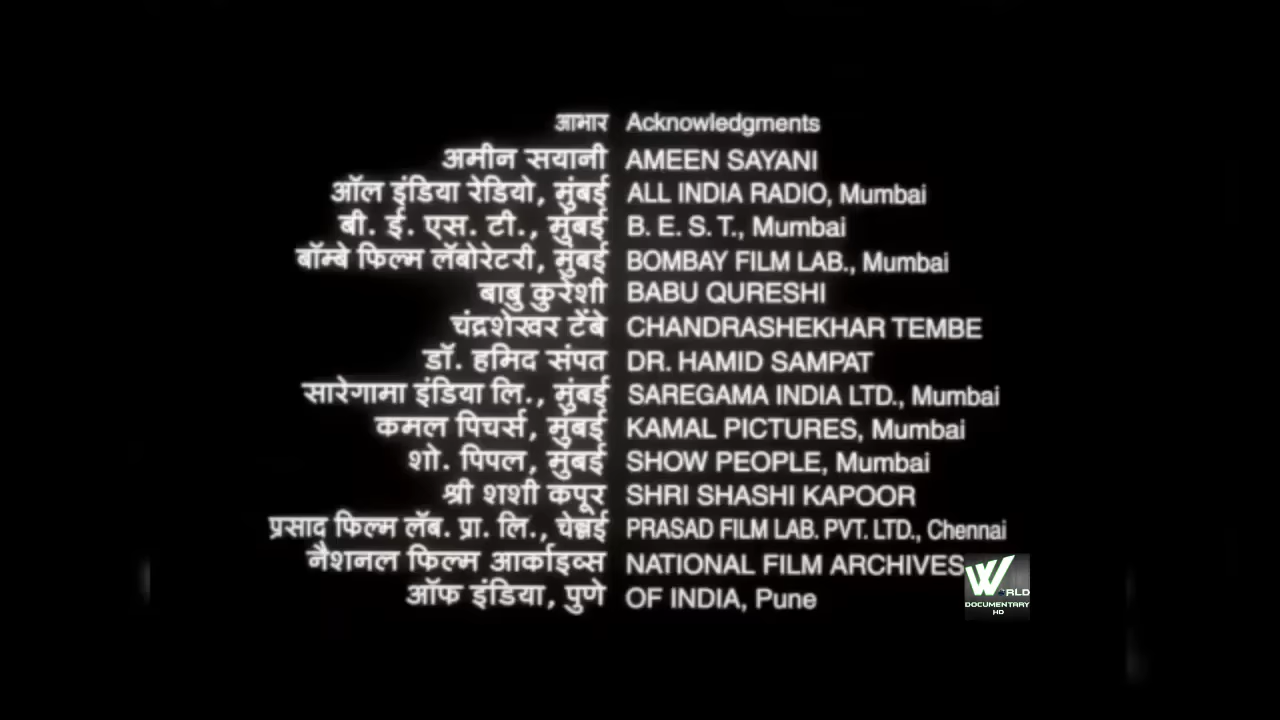 आभार Acknowledgments
अमीन सयानी AMEEN SAYANI
ऑल इंडिया रेडियो, मुंबई ALL INDIA RADIO, Mumbai
बी. ई. एस. टी., मुंबई B. E. S. T., Mumbai
बॉम्बे फिल्म लॅबोरेटरी, मुंबई BOMBAY FILM LAB., Mumbai
बाबु कुरेशी BABU QURESHI
चंद्रशेखर टेंबे CHANDRASHEKHAR TEMBE
डॉ. हमिद संपत DR. HAMID SAMPAT
सारेगामा इंडिया लि., मुंबई SAREGAMA INDIA LTD., Mumbai
कमल पिचर्स, मुंबई KAMAL PICTURES, Mumbai
शो. पिपल, मुंबई SHOW PEOPLE, Mumbai
श्री शशी कपूर SHRI SHASHI KAPOOR
प्रसाद फिल्म लॅब. प्रा. लि., चेन्नई PRASAD FILM LAB. PVT. LTD., Chennai
नैशनल फिल्म आर्काइव्स NATIONAL FILM ARCHIVES
ऑफ इंडिया, पुणे OF INDIA, Pune
WORLD
DOCUMENTARY
HD